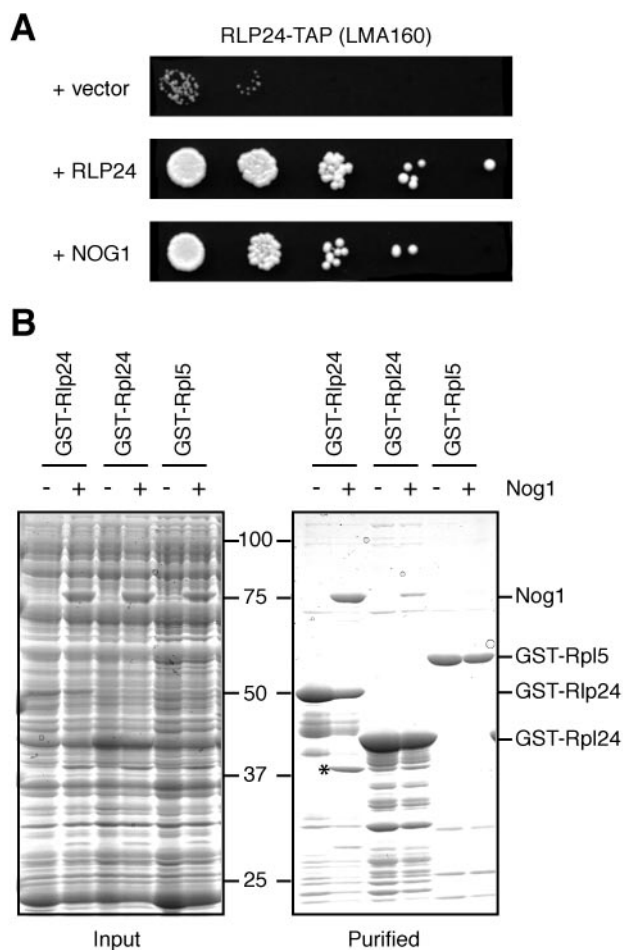 A
RLP24-TAP (LMA160)
+ vector
+ RLP24
+ NOG1
B
GST-Rlp24
GST-Rpl24
GST-Rpl5
GST-Rlp24
GST-Rpl24
GST-Rpl5
- + - + - +
- + - + - + Nog1
100
75
50
37
25
Nog1
GST-Rpl5
GST-Rlp24
GST-Rpl24
*
Input
Purified